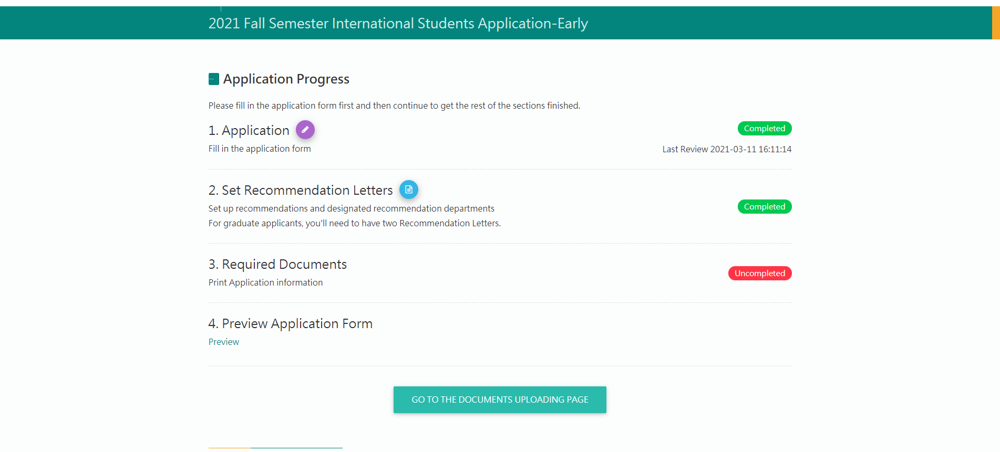 2021 Fall Semester International Students Application-Early
Application Progress
Please fill in the application form first and then continue to get the rest of the sections finished.
1. Application
Completed
Fill in the application form
Last Review 2021-03-11 16:11:14
2. Set Recommendation Letters
Set up recommendations and designated recommendation departments
Completed
For graduate applicants, you'll need to have two Recommendation Letters.
3. Required Documents
Uncompleted
Print Application information
4. Preview Application Form
Preview
GO TO THE DOCUMENTS UPLOADING PAGE